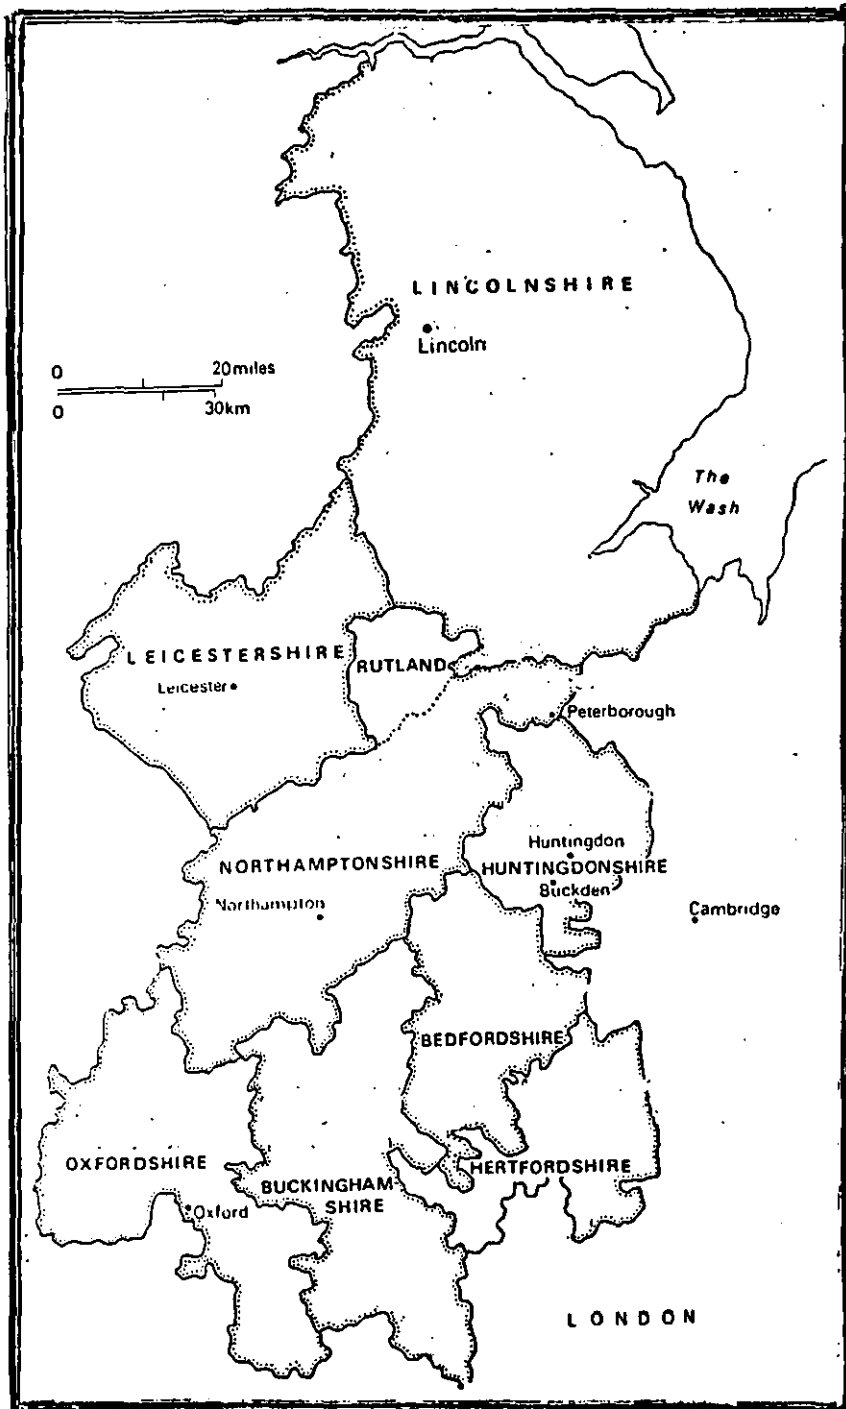 LINCOLNSHIRE
Lincoln
0 20miles
0 30km
The
Wash
LEICESTERSHIRE
RUTLAND
Leicester
Peterborough
Huntingdon
NORTHAMPTONSHIRE
HUNTINGDONSHIRE
Buckden
Northampton
Cambridge
BEDFORDSHIRE
OXFORDSHIRE
HERTFORDSHIRE
BUCKINGHAM
SHIRE
Oxford
LONDON